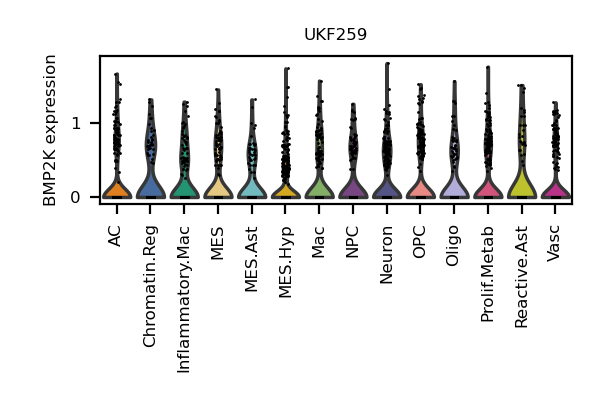 UKF259
BMP2K expression
1
0
AC
Chromatin.Reg
Inflammatory.Mac
MES
MES.Ast
MES.Hyp
Mac
NPC
Neuron
OPC
Oligo
Prolif.Metab
Reactive.Ast
Vasc